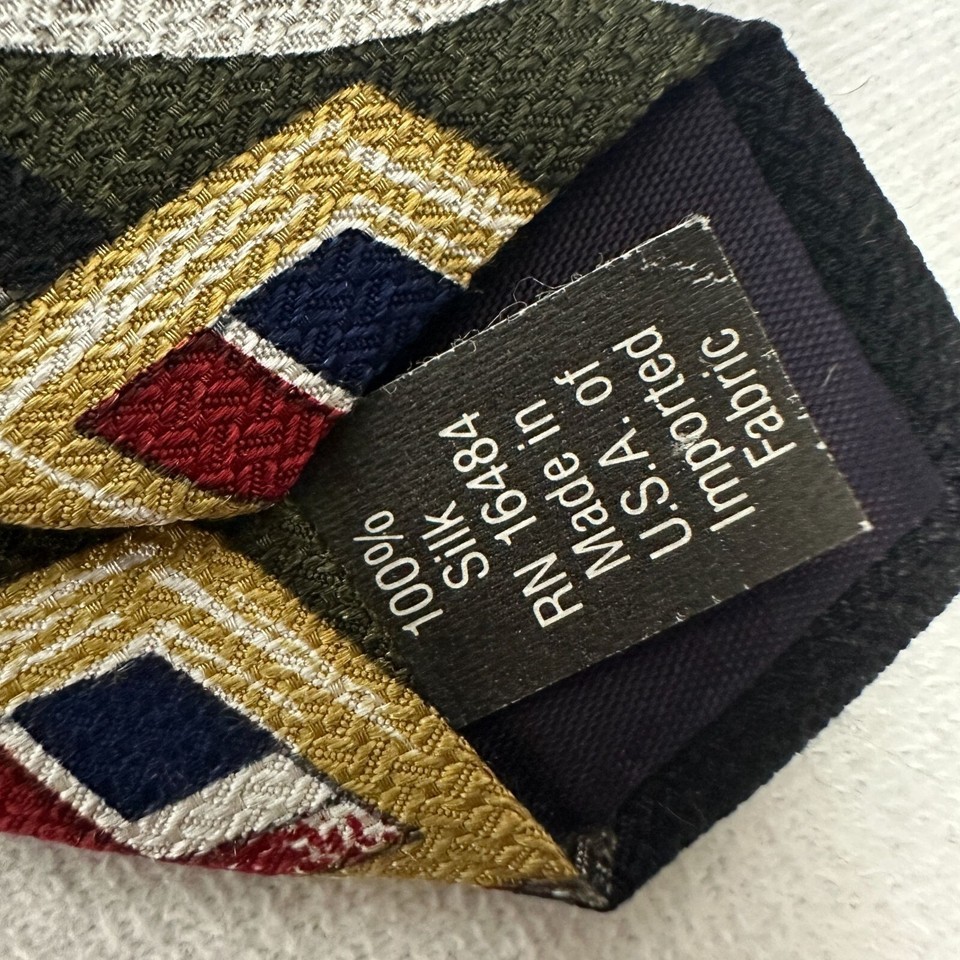 100%
Silk
RN 16484
Made in
U.S.A. of
Imported
Fabric